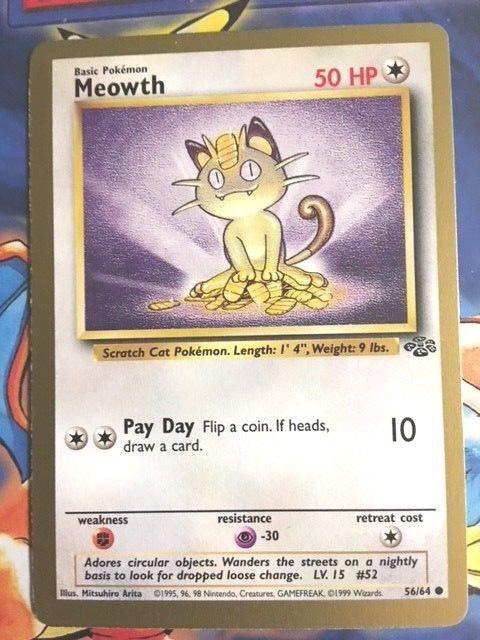 Basic Pokémon
Meowth
50 HP
Scratch Cat Pokémon. Length: 1' 4", Weight: 9 lbs.
Pay Day Flip a coin. If heads,
draw a card.
10
weakness
resistance
retreat cost
-30
Adores circular objects. Wanders the streets on a nightly
basis to look for dropped loose change. LV. 15 #52
Illus. Mitsuhiro Arita ©1995, 96, 98 Nintendo, Creatures, GAMEFREAK. ©1999 Wizards. 56/64